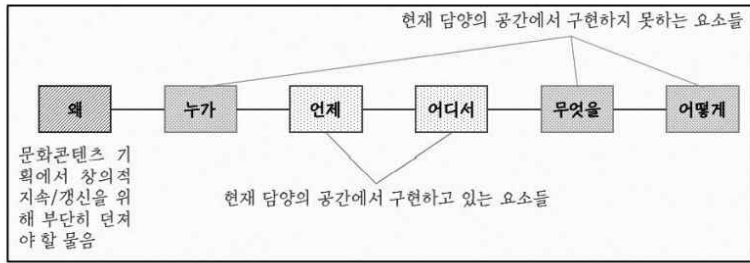 현재 담양의 공간에서 구현하지 못하는 요소들
왜
누가
언제
어디서
무엇을
어떻게
문화콘텐츠 기
획에서 창의적
지속/갱신을 위
해 부단히 던져
야 할 물음
현재 담양의 공간에서 구현하고 있는 요소들